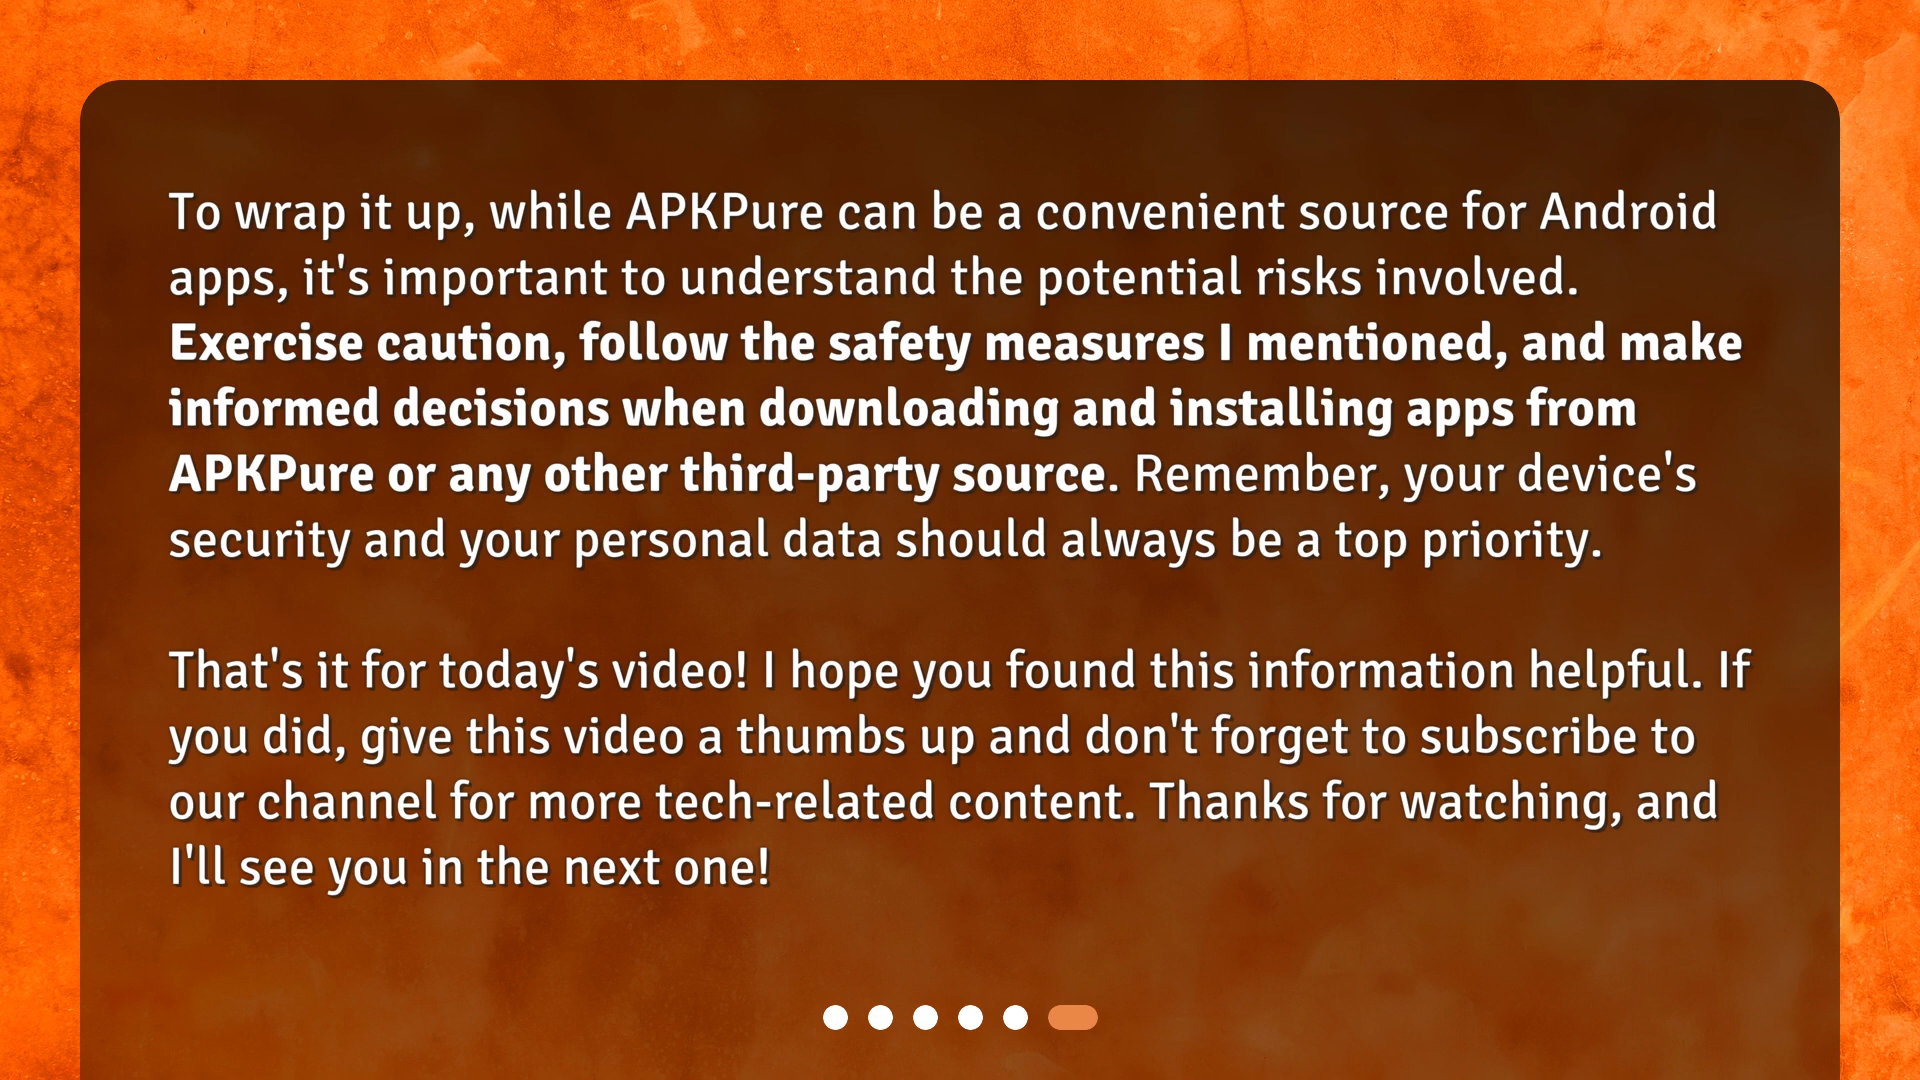 To wrap it up, while APKPure can be a convenient source for Android
apps, it's important to understand the potential risks involved.
Exercise caution, follow the safety measures I mentioned, and make
informed decisions when downloading and installing apps from
APKPure or any other third-party source. Remember, your device's
security and your personal data should always be a top priority.
That's it for today's video! I hope you found this information helpful. If
you did, give this video a thumbs up and don't forget to subscribe to
our channel for more tech-related content. Thanks for watching, and
I'll see you in the next one!